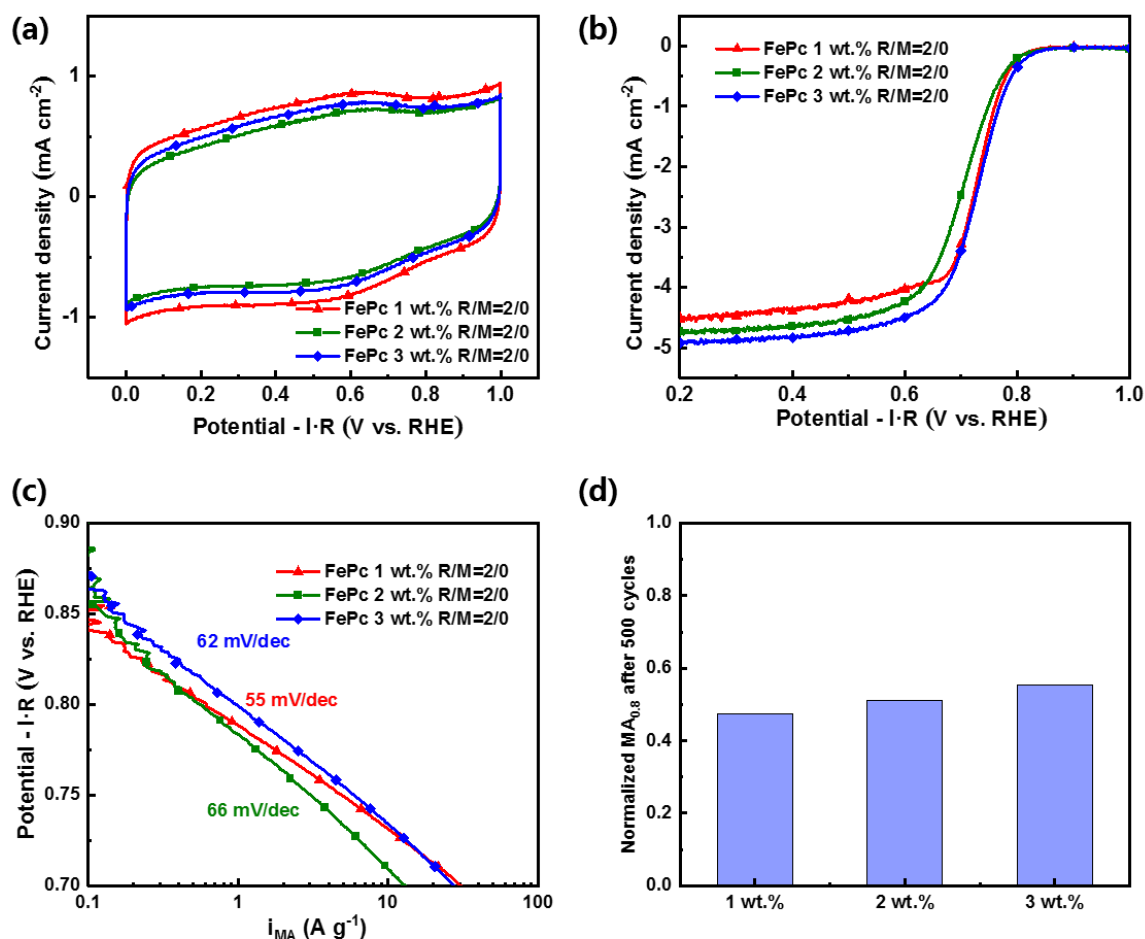 (a)
Current density (mA cm⁻²)
1
0
-1
FePc 1 wt.% R/M=2/0
FePc 2 wt.% R/M=2/0
FePc 3 wt.% R/M=2/0
0.0 0.2 0.4 0.6 0.8 1.0
Potential - I·R (V vs. RHE)
(b)
Current density (mA cm⁻²)
0
-1
-2
-3
-4
-5
FePc 1 wt.% R/M=2/0
FePc 2 wt.% R/M=2/0
FePc 3 wt.% R/M=2/0
0.2 0.4 0.6 0.8 1.0
Potential - I·R (V vs. RHE)
(c)
Potential - I·R (V vs. RHE)
0.90
0.85
0.80
0.75
0.70
FePc 1 wt.% R/M=2/0
FePc 2 wt.% R/M=2/0
FePc 3 wt.% R/M=2/0
62 mV/dec
55 mV/dec
66 mV/dec
0.1 1 10 100
i_MA (A g⁻¹)
(d)
Normalized MA₀.₈ after 500 cycles
1.0
0.8
0.6
0.4
0.2
0.0
1 wt.% 2 wt.% 3 wt.%